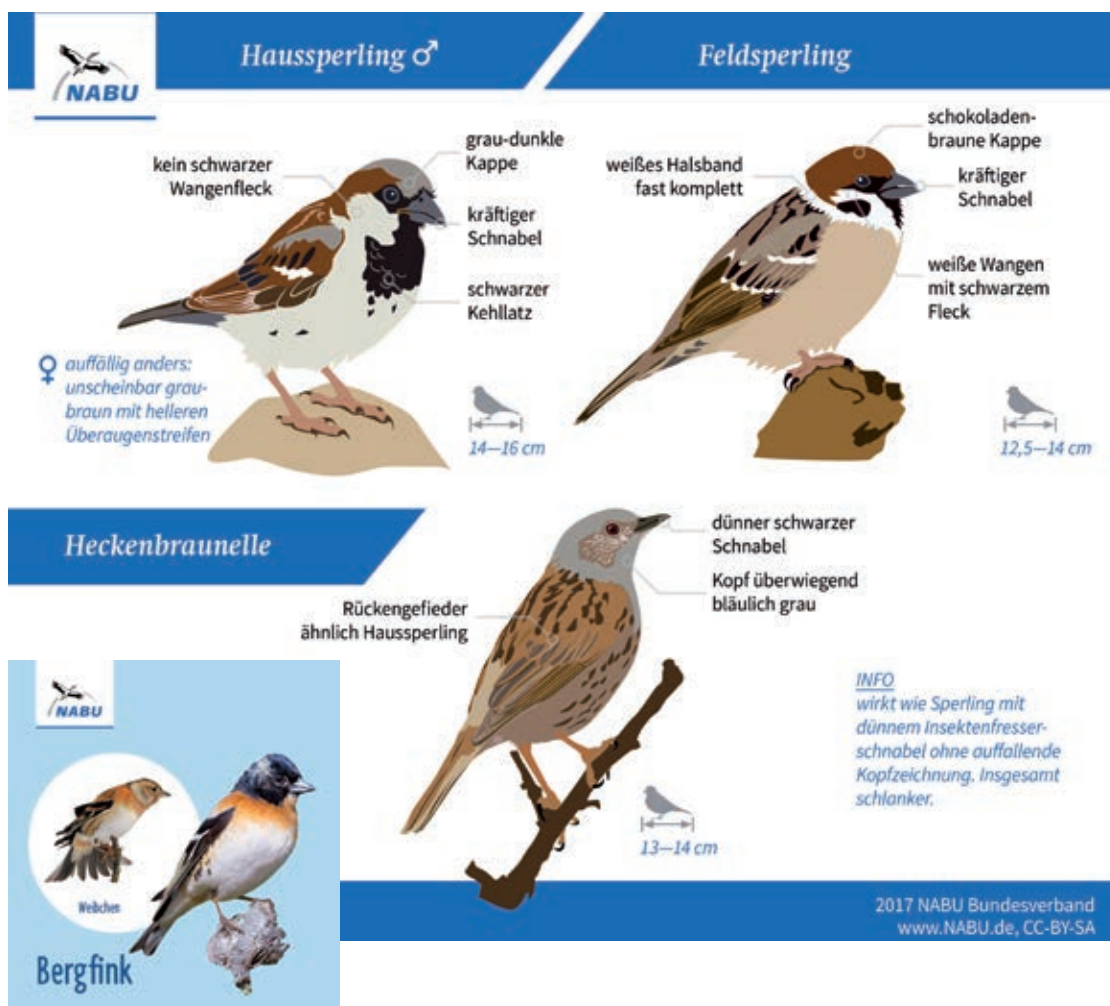 NABU
Haussperling ♂
Feldsperling
kein schwarzer
Wangenfleck
grau-dunkle
Kappe
kräftiger
Schnabel
schwarzer
Kehllatz
♀ auffällig anders:
unscheinbar grau-
braun mit helleren
Überaugenstreifen
14—16 cm
weißes Halsband
fast komplett
schokoladen-
braune Kappe
kräftiger
Schnabel
weiße Wangen
mit schwarzem
Fleck
12,5—14 cm
Heckenbraunelle
dünner schwarzer
Schnabel
Kopf überwiegend
bläulich grau
Rückengefieder
ähnlich Haussperling
INFO
wirkt wie Sperling mit
dünnem Insektenfresser-
schnabel ohne auffallende
Kopfzeichnung. Insgesamt
schlanker.
13—14 cm
NABU
Weibchen
Bergfink
2017 NABU Bundesverband
www.NABU.de, CC-BY-SA